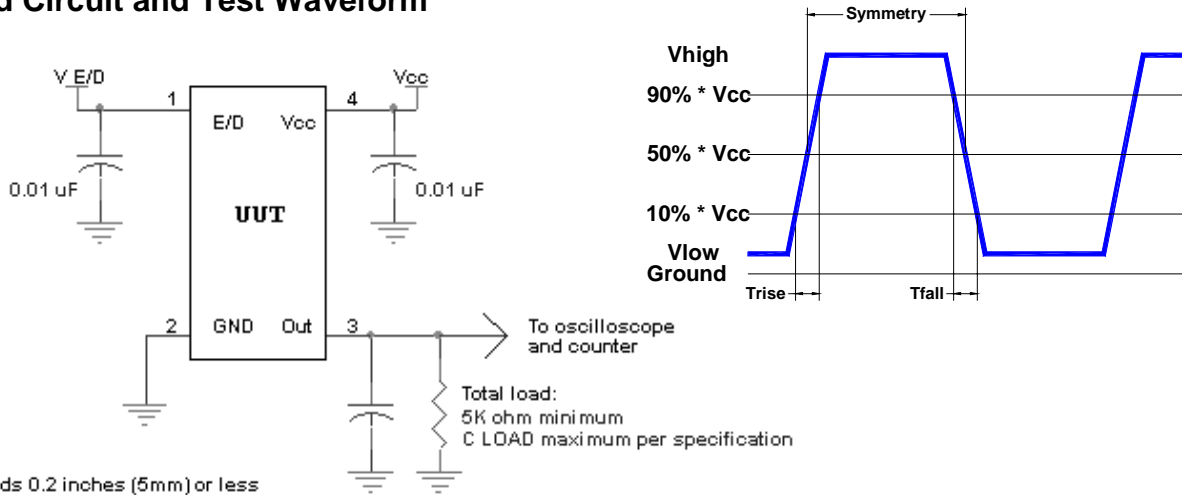 Circuit and Test Waveform
V E/D
Vcc
1
4
E/D Vcc
0.01 uF
0.01 uF
UUT
2
GND Out
3
To oscilloscope
and counter
Total load:
5K ohm minimum
C LOAD maximum per specification
0.2 inches (5mm) or less
Symmetry
Vhigh
90% * Vcc
50% * Vcc
10% * Vcc
Vlow
Ground
Trise
Tfall